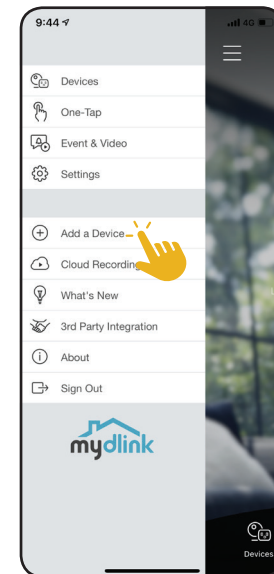 9:44
4G
Devices
One-Tap
Event & Video
Settings
Add a Device
Cloud Recording
What's New
3rd Party Integration
About
Sign Out
mydlink
Devices